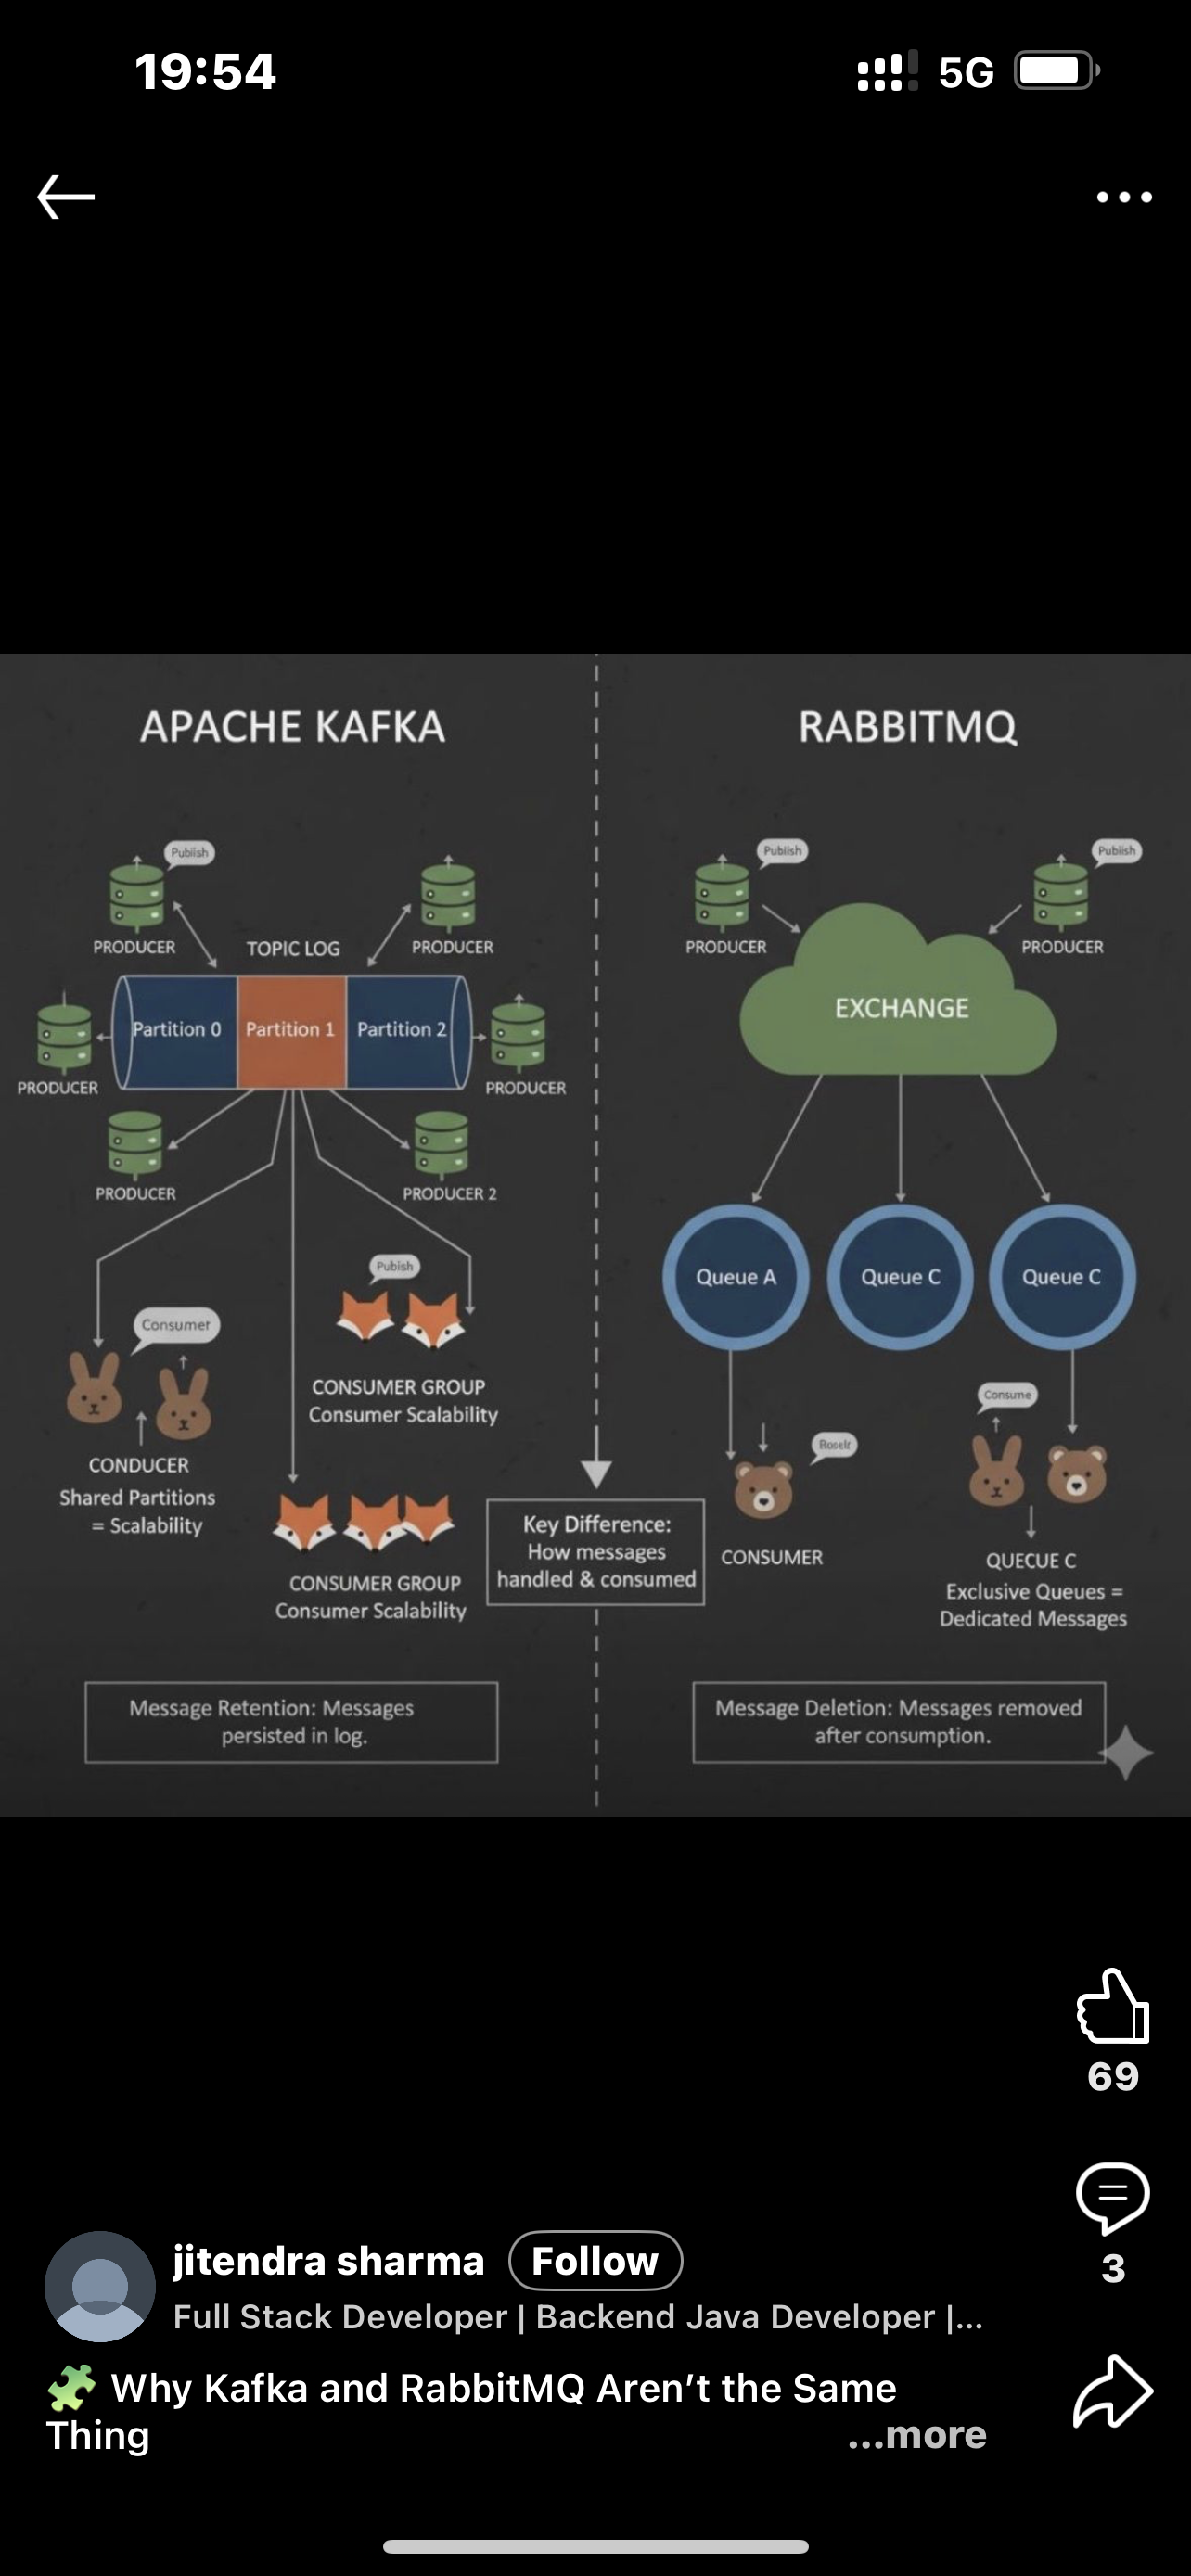 19:54
5G
APACHE KAFKA
RABBITMQ
Publish
PRODUCER
TOPIC LOG
PRODUCER
Partition 0
Partition 1
Partition 2
PRODUCER
PRODUCER
PRODUCER
PRODUCER 2
Publish
Consumer
CONSUMER GROUP
Consumer Scalability
CONDUCER
Shared Partitions
= Scalability
CONSUMER GROUP
Consumer Scalability
Key Difference:
How messages
handled & consumed
Message Retention: Messages
persisted in log.
Publish
Publish
PRODUCER
PRODUCER
EXCHANGE
Queue A
Queue C
Queue C
Consume
CONSUMER
QUECUE C
Exclusive Queues =
Dedicated Messages
Message Deletion: Messages removed
after consumption.
69
3
jitendra sharma
Follow
Full Stack Developer | Backend Java Developer |...
🧩 Why Kafka and RabbitMQ Aren’t the Same
Thing
...more